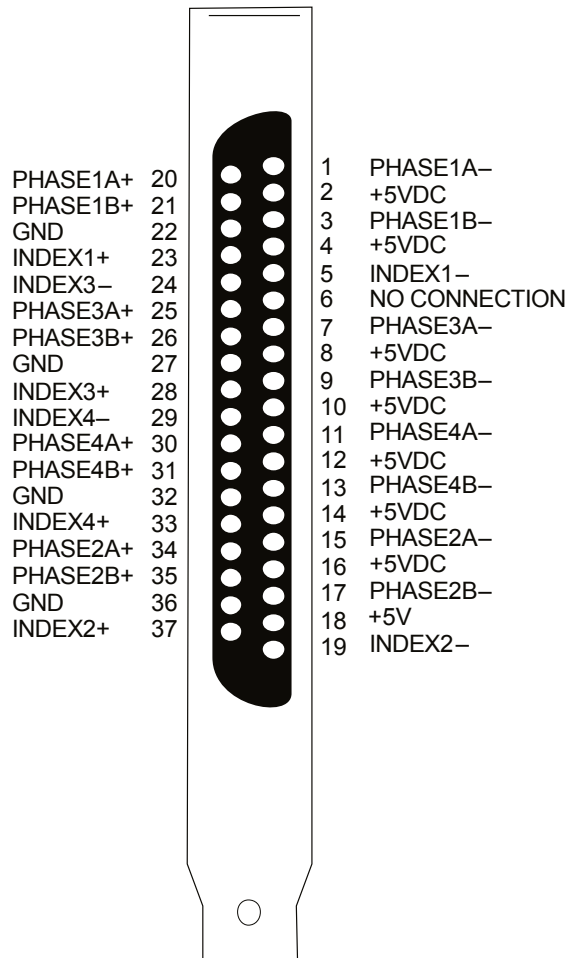 PHASE1A+ 20
PHASE1B+ 21
GND 22
INDEX1+ 23
INDEX3– 24
PHASE3A+ 25
PHASE3B+ 26
GND 27
INDEX3+ 28
INDEX4– 29
PHASE4A+ 30
PHASE4B+ 31
GND 32
INDEX4+ 33
PHASE2A+ 34
PHASE2B+ 35
GND 36
INDEX2+ 37
1 PHASE1A–
2 +5VDC
3 PHASE1B–
4 +5VDC
5 INDEX1–
6 NO CONNECTION
7 PHASE3A–
8 +5VDC
9 PHASE3B–
10 +5VDC
11 PHASE4A–
12 +5VDC
13 PHASE4B–
14 +5VDC
15 PHASE2A–
16 +5VDC
17 PHASE2B–
18 +5V
19 INDEX2–